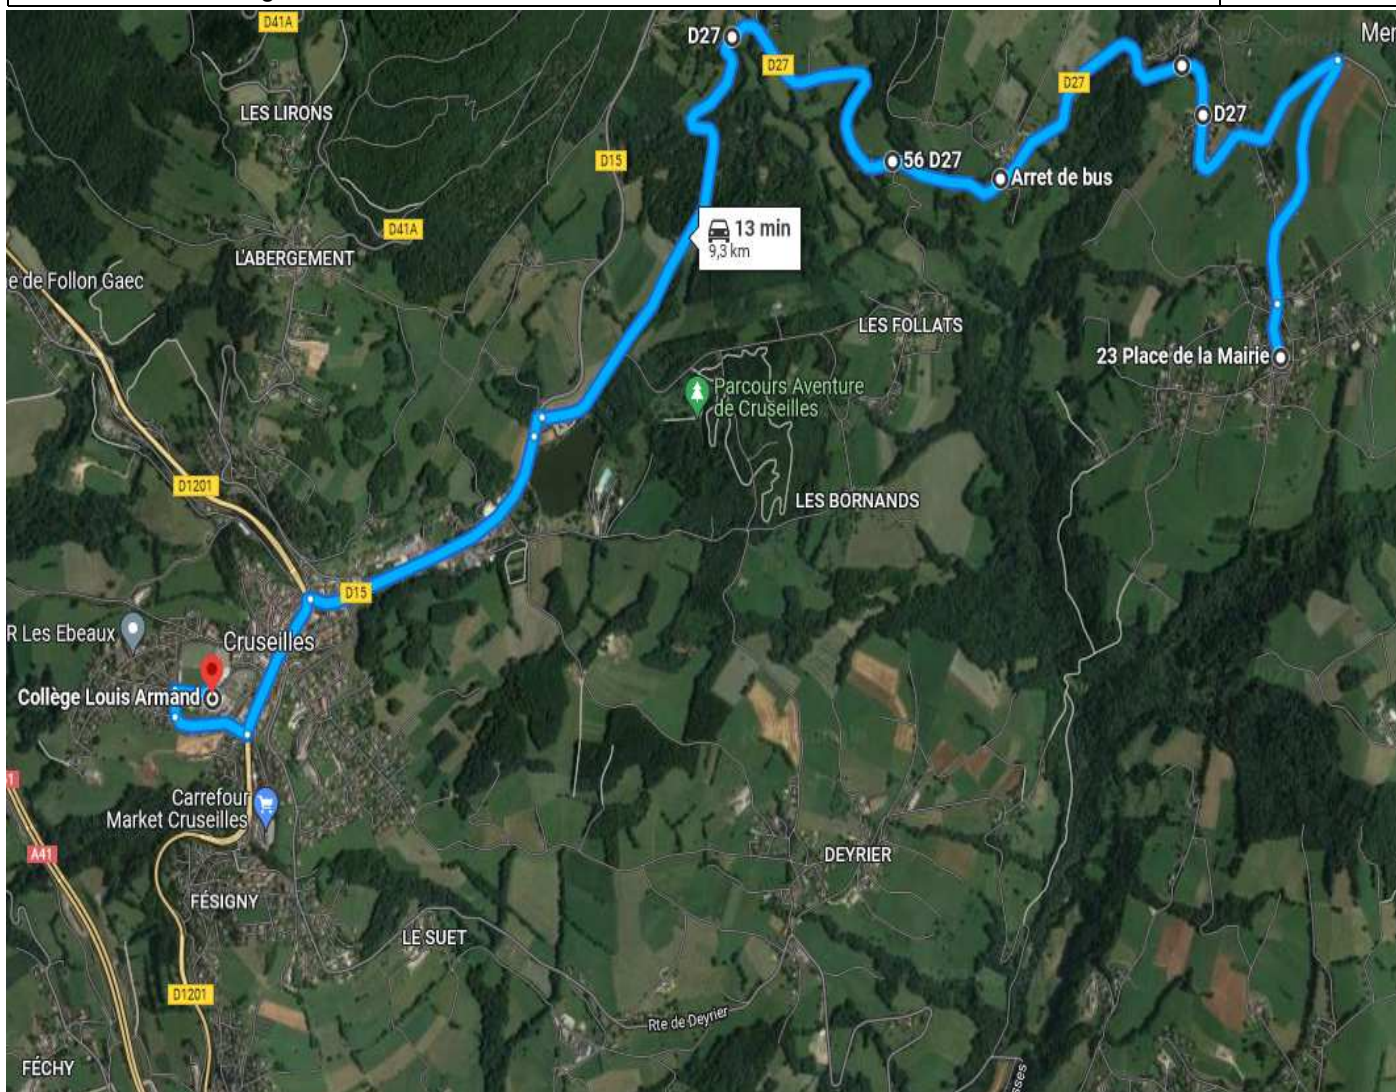 D41A
D27
D27
Mer
D27
LES LIRONS
D27
D15
56 D27
Arret de bus
D41A
13 min
9,3 km
L'ABERGEMENT
e de Follon Gaec
LES FOLLATS
23 Place de la Mairie
Parcours Aventure
de Cruseilles
D1201
LES BORNANDS
D15
R Les Ebeaux
Cruseilles
Collège Louis Armand
Carrefour
Market Cruseilles
A41
DEYRIER
FÉSIGNY
LE SUET
D1201
Rte de Deyrier
FÉCHY
sses